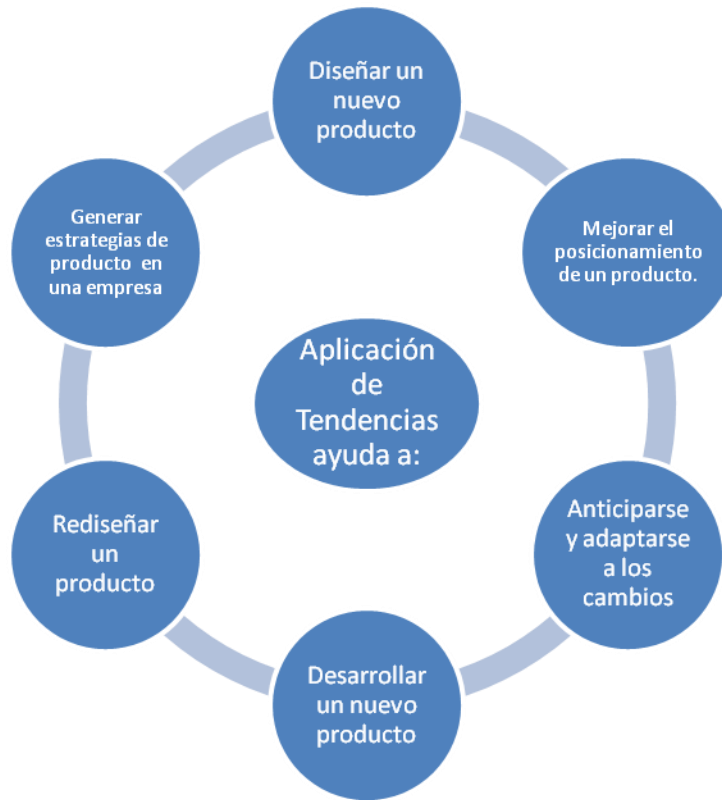 Diseñar un
nuevo
producto
Mejorar el
posicionamiento
de un producto.
Anticiparse
y adaptarse
a los
cambios
Desarrollar
un nuevo
producto
Rediseñar
un
producto
Generar
estrategias de
producto en
una empresa
Aplicación
de
Tendencias
ayuda a: